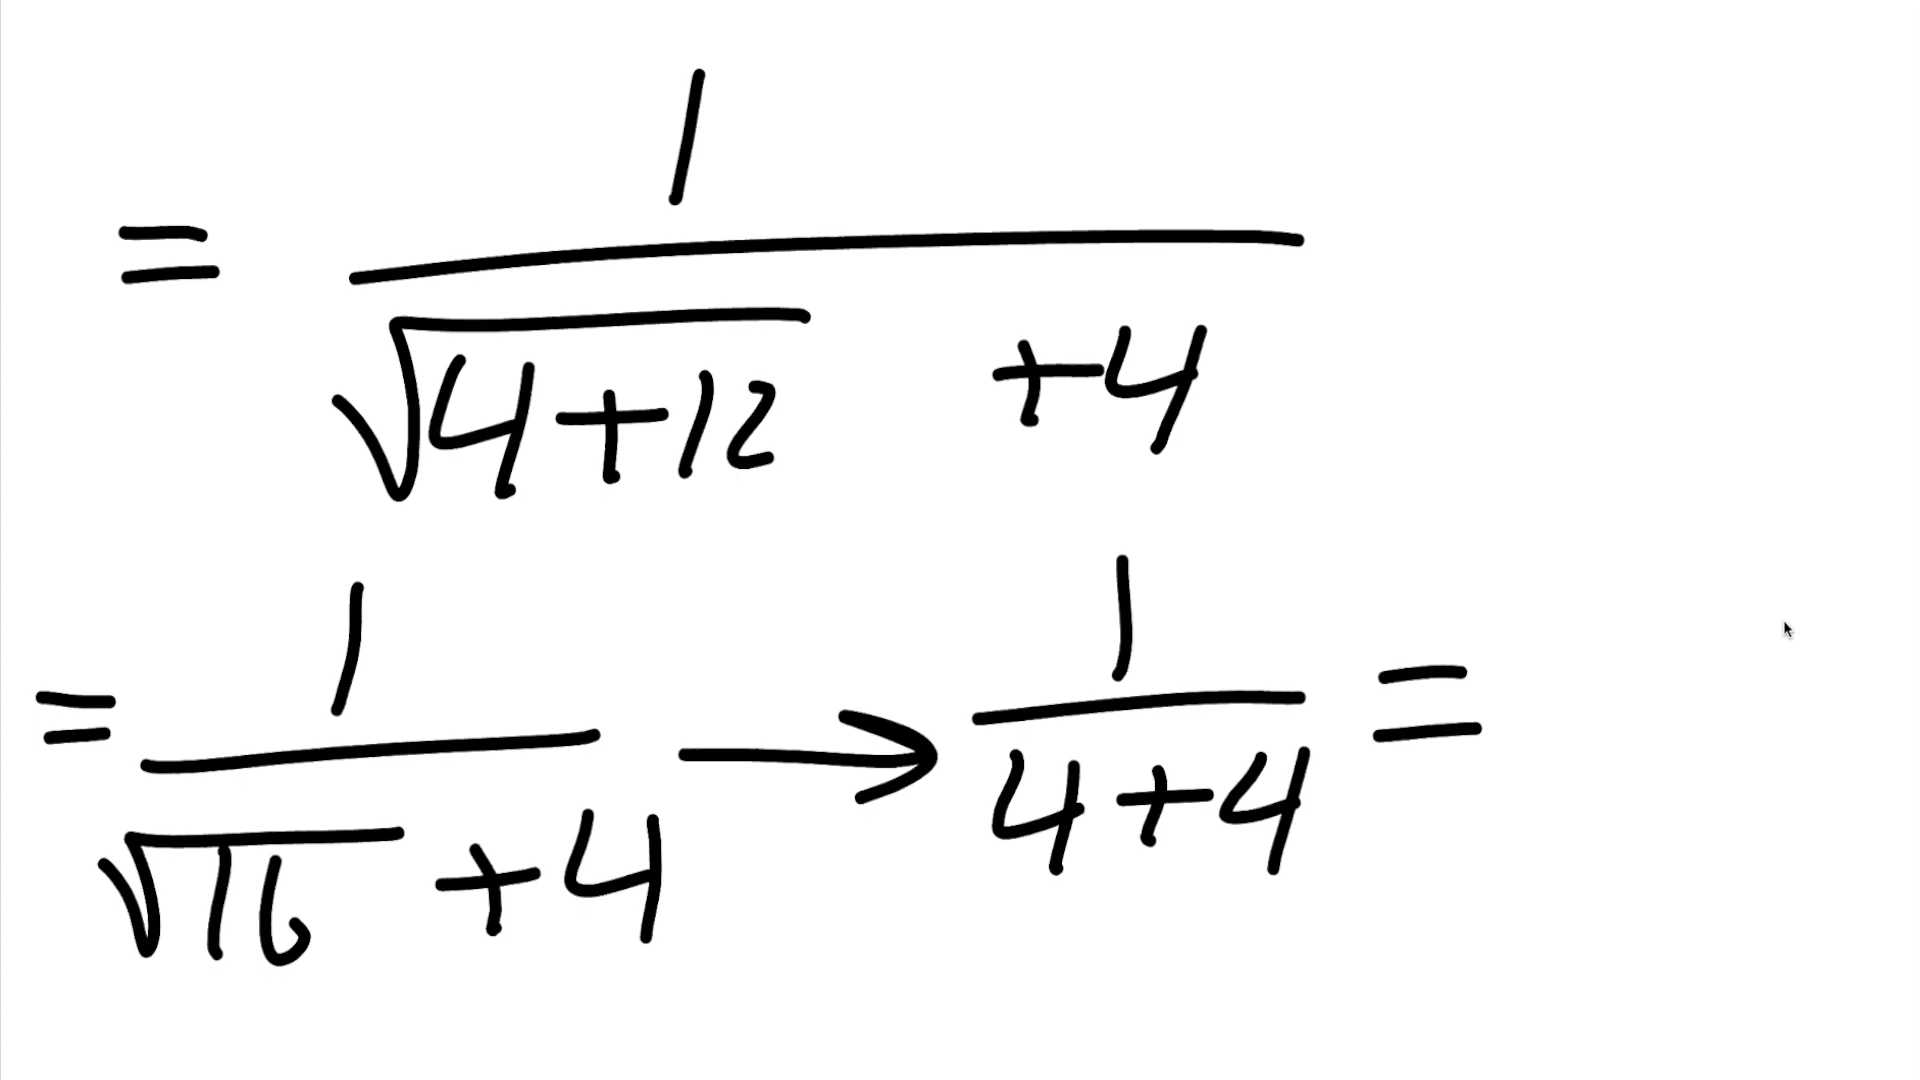 = 1/(√(4+12) +4)
= 1/(√16 +4) → 1/(4+4) =